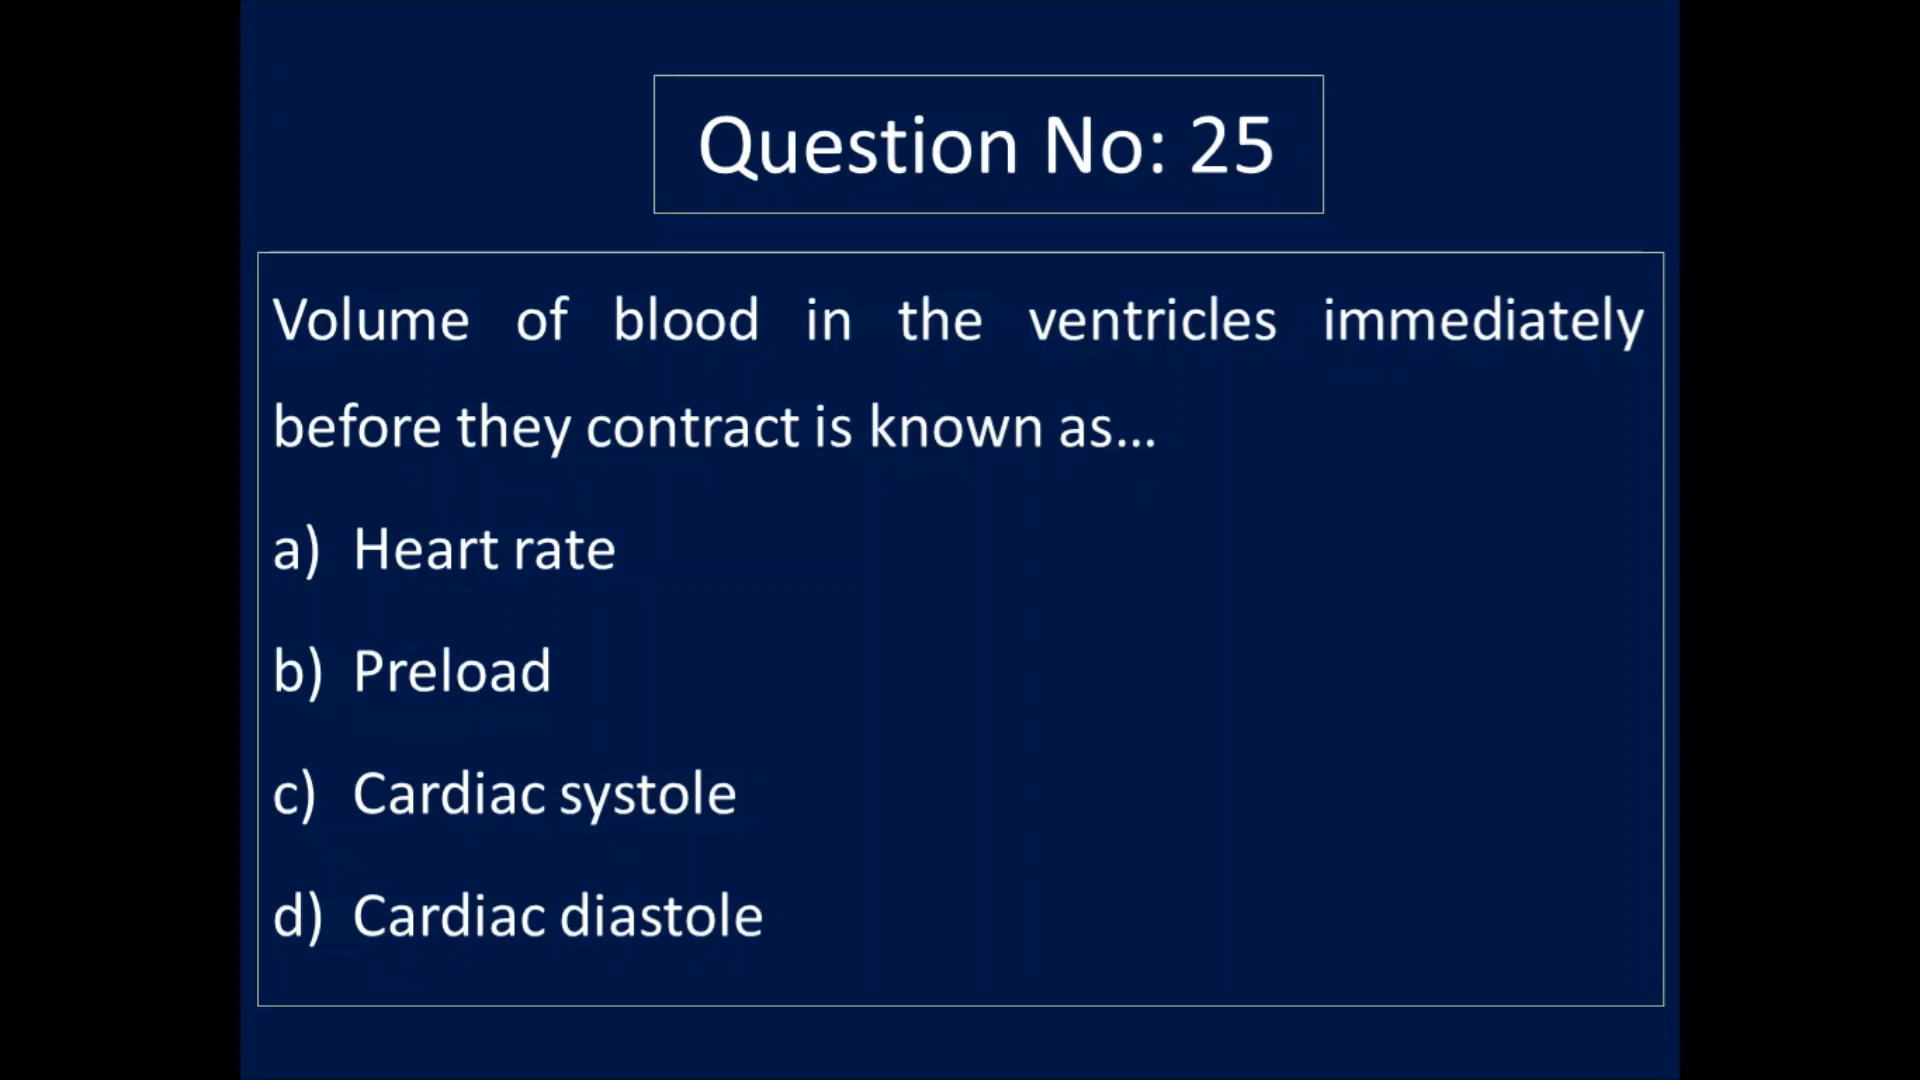 Question No: 25
Volume of blood in the ventricles immediately
before they contract is known as...
a) Heart rate
b) Preload
c) Cardiac systole
d) Cardiac diastole